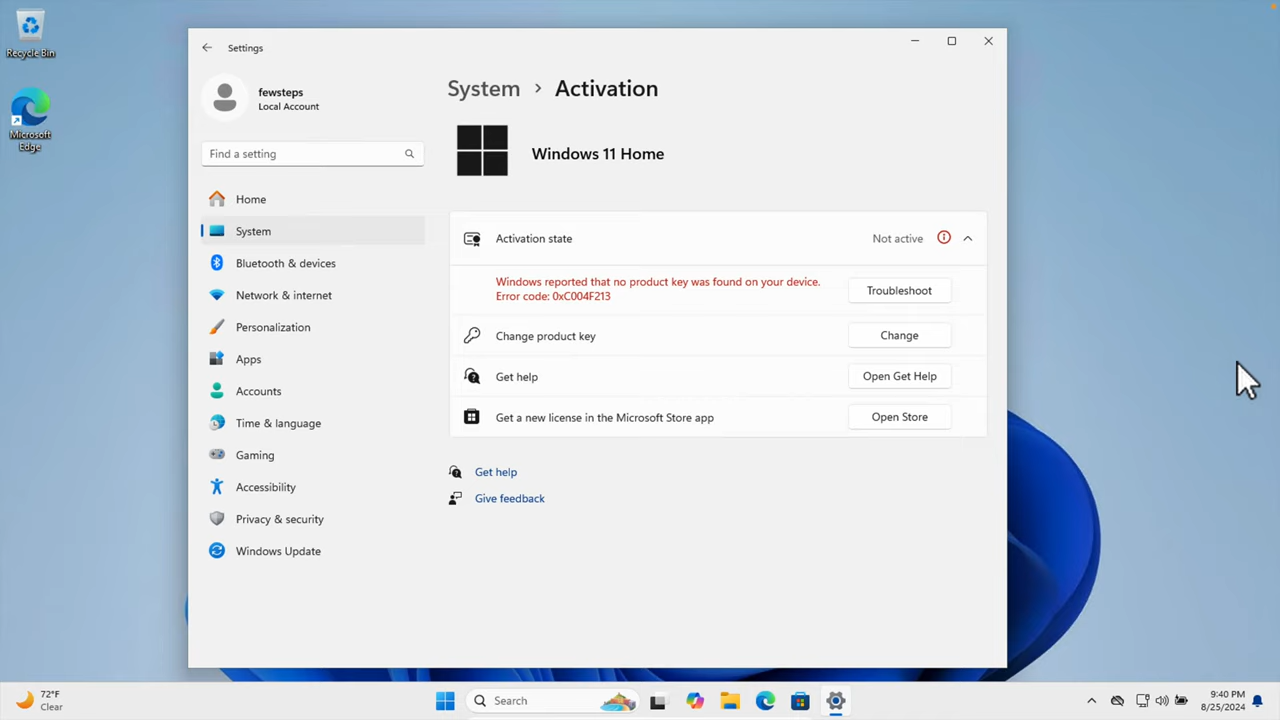 Recycle Bin
Microsoft
Edge
Settings
fewsteps
Local Account
Find a setting
Home
System
Bluetooth & devices
Network & internet
Personalization
Apps
Accounts
Time & language
Gaming
Accessibility
Privacy & security
Windows Update
System > Activation
Windows 11 Home
Activation state
Not active
Windows reported that no product key was found on your device.
Error code: 0xC004F213
Troubleshoot
Change product key
Change
Get help
Open Get Help
Get a new license in the Microsoft Store app
Open Store
Get help
Give feedback
72°F
Clear
Search
9:40 PM
8/25/2024